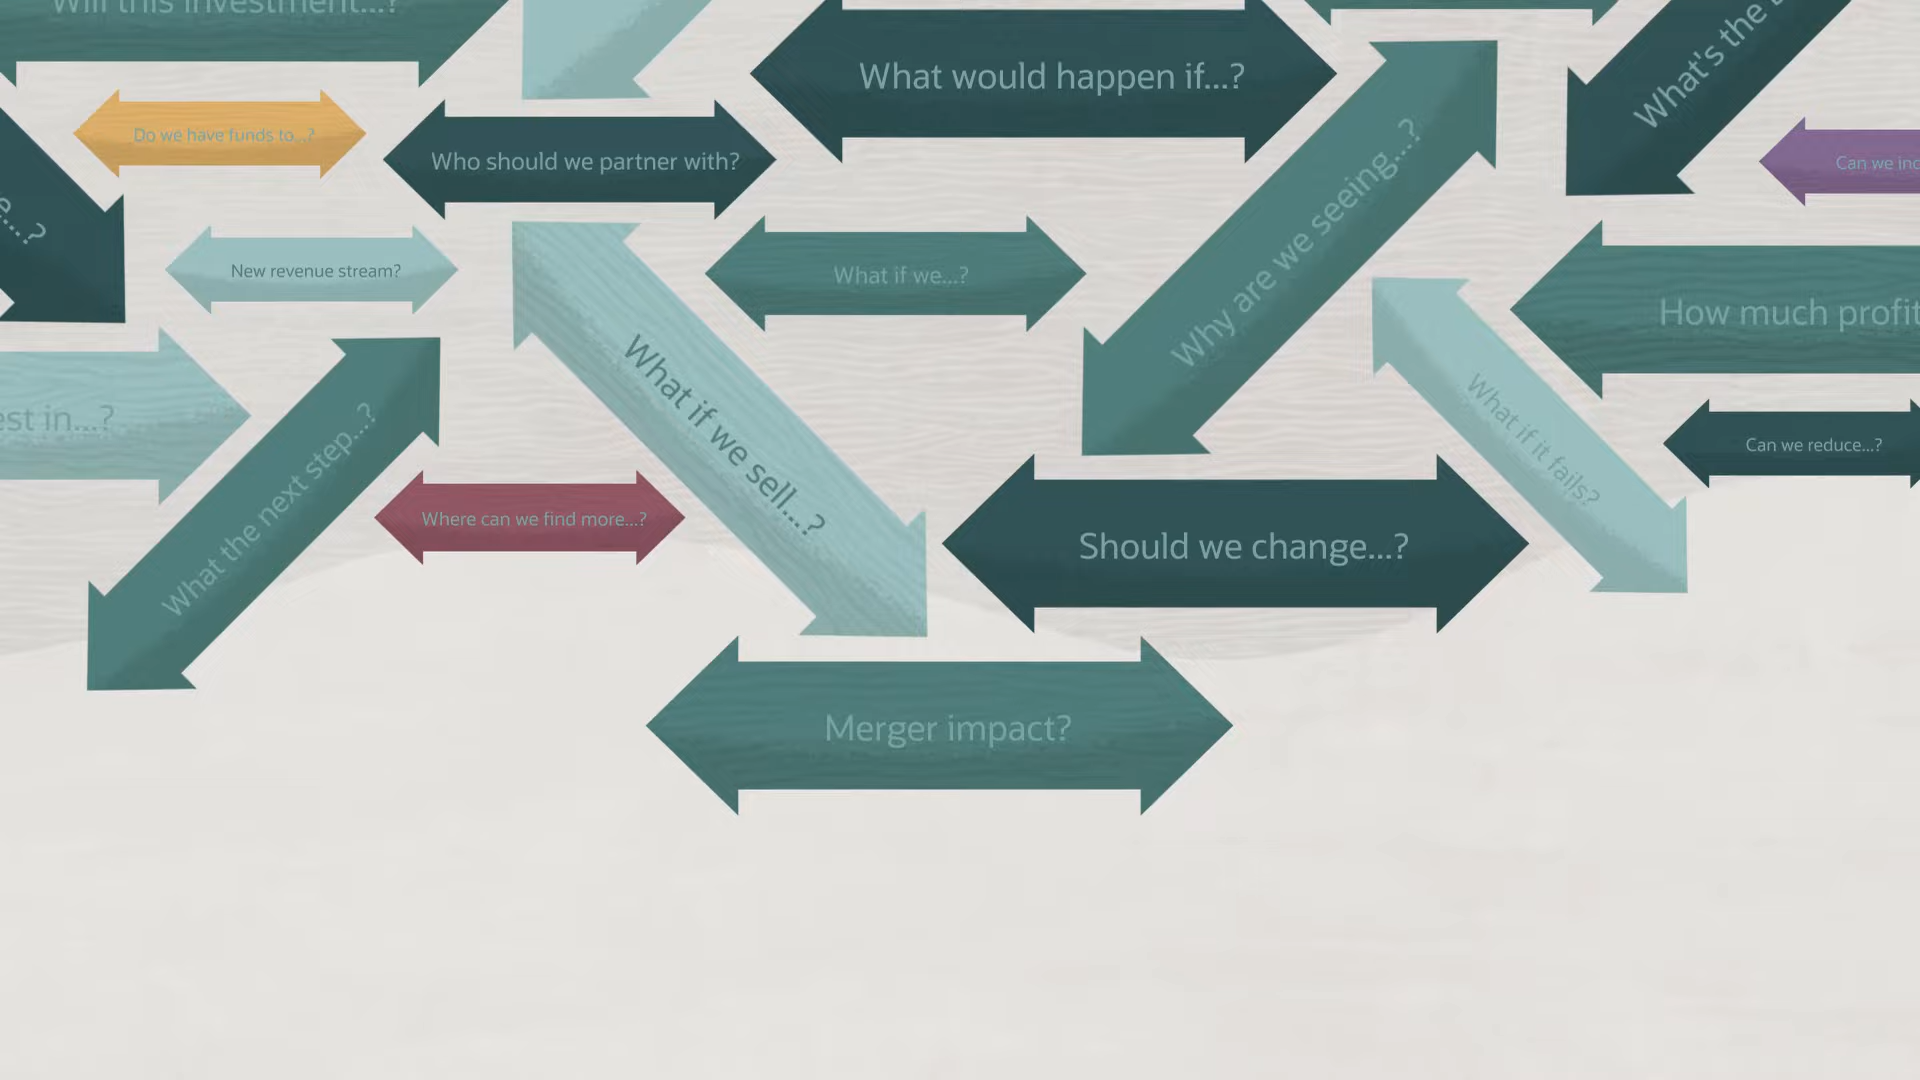 Will this investment...?
What would happen if...?
What's the
Do we have funds to...?
Who should we partner with?
Can we
e...?
New revenue stream?
What if we...?
Why are we seeing...?
How much profit
What if we sell...?
est in...?
What the next step...?
What if it fails?
Can we reduce...?
Where can we find more...?
Should we change...?
Merger impact?